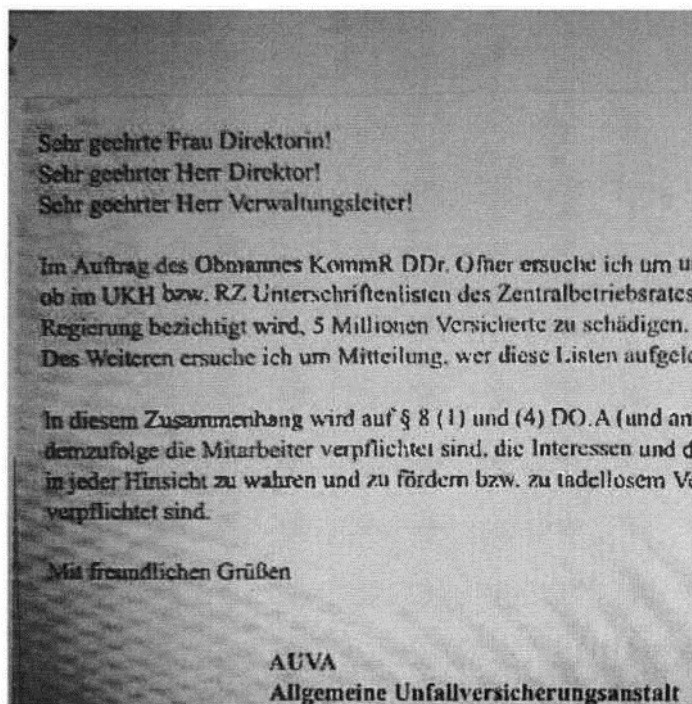 Sehr geehrte Frau Direktorin!
Sehr geehrter Herr Direktor!
Sehr geehrter Herr Verwaltungsleiter!
Im Auftrag des Obmannes KommR DDr. Ofner ersuche ich um u
ob im UKH bzw. RZ Unterschriftenlisten des Zentralbetriebsrates
Regierung bezichtigt wird, 5 Millionen Versicherte zu schädigen.
Des Weiteren ersuche ich um Mitteilung, wer diese Listen aufgele
In diesem Zusammenhang wird auf § 8 (1) und (4) DO.A (und an
demzufolge die Mitarbeiter verpflichtet sind, die Interessen und d
in jeder Hinsicht zu wahren und zu fördern bzw. zu tadellosem Ve
verpflichtet sind.
Mit freundlichen Grüßen
AUVA
Allgemeine Unfallversicherungsanstalt